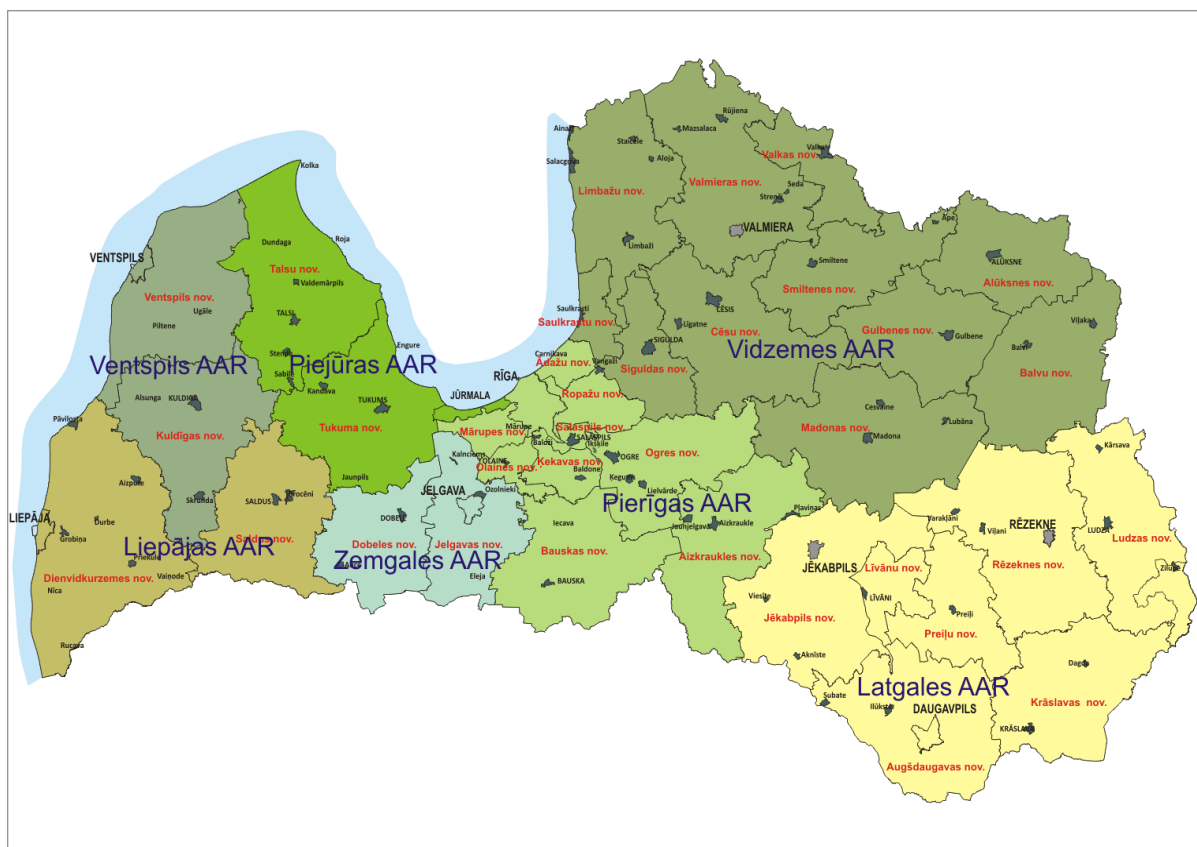 Kolka
Roja
Dundaga
Talsu nov.
Valdemārpils
TALSI
Engure
Piejūras AAR
Kandava
TUKUMS
Tukuma nov.
Jaunpils
JŪRMALA
RĪGA
VENTSPILS
Ventspils nov.
Ugāle
Piltene
Ventspils AAR
Alsunga
KULDĪGA
Kuldīgas nov.
Skrunda
Pāvilosta
Aizpute
LIEPĀJA
Durbe
Grobiņa
Liepājas AAR
SALDUS
Brocēni
Saldus nov.
Priekule
Dienvidkurzemes nov.
Vaiņode
Nīca
Rucava
DOBELE
Dobeles nov.
Zemgales AAR
Kalnciems
JELGAVA
Ozolnieki
Jelgavas nov.
Eleja
Staicele
Aloja
Salacgrīva
Limbažu nov.
Limbaži
Mazsalaca
Rūjiena
Valkas nov.
Valka
Valmieras nov.
Seda
Strenči
VALMIERA
Smiltene
Smiltenes nov.
Ape
ALŪKSNE
Alūksnes nov.
Saulkrasti
Saulkrastu nov.
SIGULDA
Siguldas nov.
CĒSIS
Līgatne
Cēsu nov.
Vidzemes AAR
Gulbenes nov.
Gulbene
Viļaka
Balvi
Balvu nov.
Cesvaine
Madonas nov.
Madona
Lubāna
Carnikava
Ādažu nov.
Vangaži
Ropažu nov.
Mārupes nov.
Mārupe
Baloži
Salaspils nov.
SALASPILS
Ikšķile
OLAINE
Olaines nov.
Ķekavas nov.
Baldone
OGRE
Ogres nov.
Ķegums
Lielvārde
Pierīgas AAR
Iecava
Bauskas nov.
BAUSKA
Jaunjelgava
Aizkraukle
Aizkraukles nov.
Pļaviņas
JĒKABPILS
Viesīte
Jēkabpils nov.
Aknīste
Līvānu nov.
LĪVĀNI
Varakļāni
Viļāni
RĒZEKNE
Rēzeknes nov.
Kārsava
LUDZA
Ludzas nov.
Zilupe
Preiļi
Preiļu nov.
Latgales AAR
Subate
Ilūkste
DAUGAVPILS
Augšdaugavas nov.
Dagda
Krāslavas nov.
KRĀSLAVA